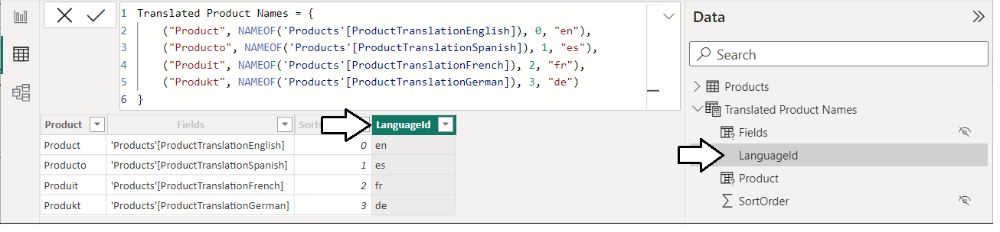 1 Translated Product Names = {
2 ("Product", NAMEOF('Products'[ProductTranslationEnglish]), 0, "en"),
3 ("Producto", NAMEOF('Products'[ProductTranslationSpanish]), 1, "es"),
4 ("Produit", NAMEOF('Products'[ProductTranslationFrench]), 2, "fr"),
5 ("Produkt", NAMEOF('Products'[ProductTranslationGerman]), 3, "de")
6 }
Product Fields LanguageId
Product 'Products'[ProductTranslationEnglish] 0 en
Producto 'Products'[ProductTranslationSpanish] 1 es
Produit 'Products'[ProductTranslationFrench] 2 fr
Produkt 'Products'[ProductTranslationGerman] 3 de
Data
Search
Products
Translated Product Names
Fields
LanguageId
Product
SortOrder